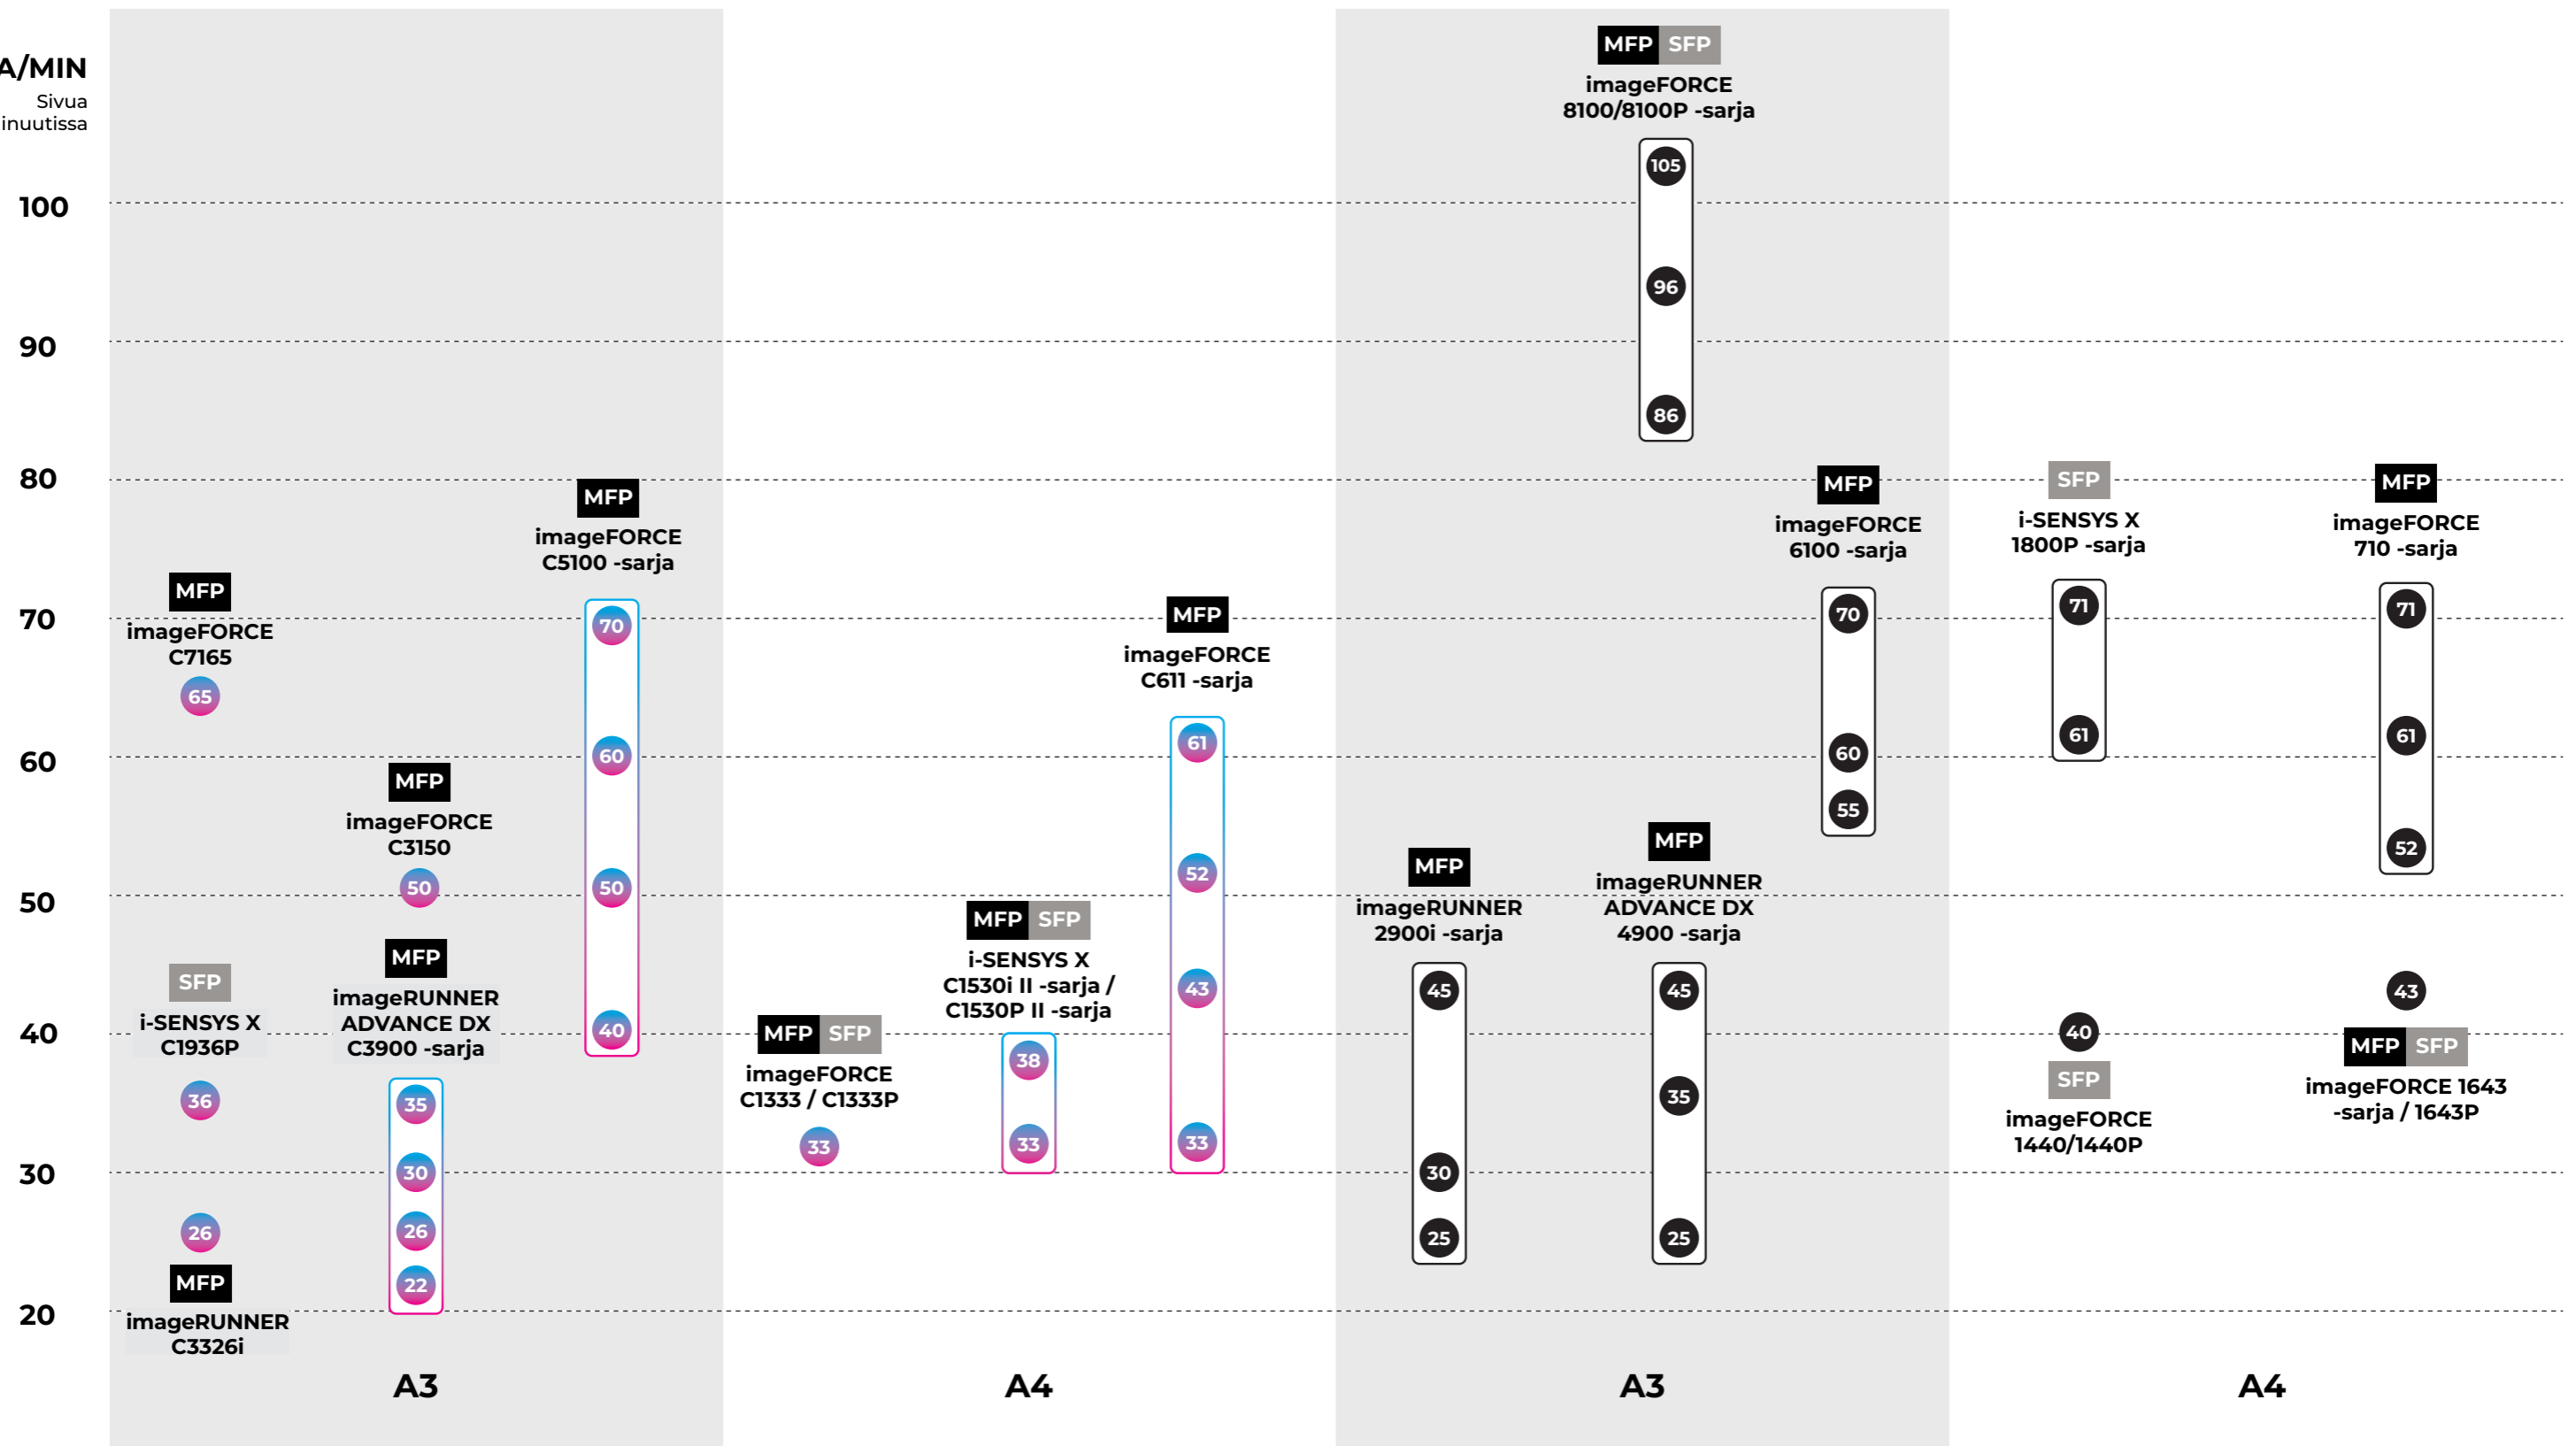 A/MIN
Sivua
inuutissa
100
90
80
70
60
50
40
30
20
MFP
imageFORCE
C7165
65
SFP
i-SENSYS X
C1936P
36
26
MFP
imageRUNNER
C3326i
MFP
imageFORCE
C3150
50
MFP
imageRUNNER
ADVANCE DX
C3900 -sarja
35
30
26
22
MFP
imageFORCE
C5100 -sarja
70
60
50
40
A3
MFP SFP
imageFORCE
C1333 / C1333P
33
MFP SFP
i-SENSYS X
C1530i II -sarja /
C1530P II -sarja
38
33
MFP
imageFORCE
C611 -sarja
61
52
43
33
A4
MFP
imageRUNNER
2900i -sarja
45
30
25
MFP SFP
imageFORCE
8100/8100P -sarja
105
96
86
MFP
imageRUNNER
ADVANCE DX
4900 -sarja
45
35
25
MFP
imageFORCE
6100 -sarja
70
60
55
A3
SFP
i-SENSYS X
1800P -sarja
71
61
40
SFP
imageFORCE
1440/1440P
MFP
imageFORCE
710 -sarja
71
61
52
43
MFP SFP
imageFORCE 1643
-sarja / 1643P
A4